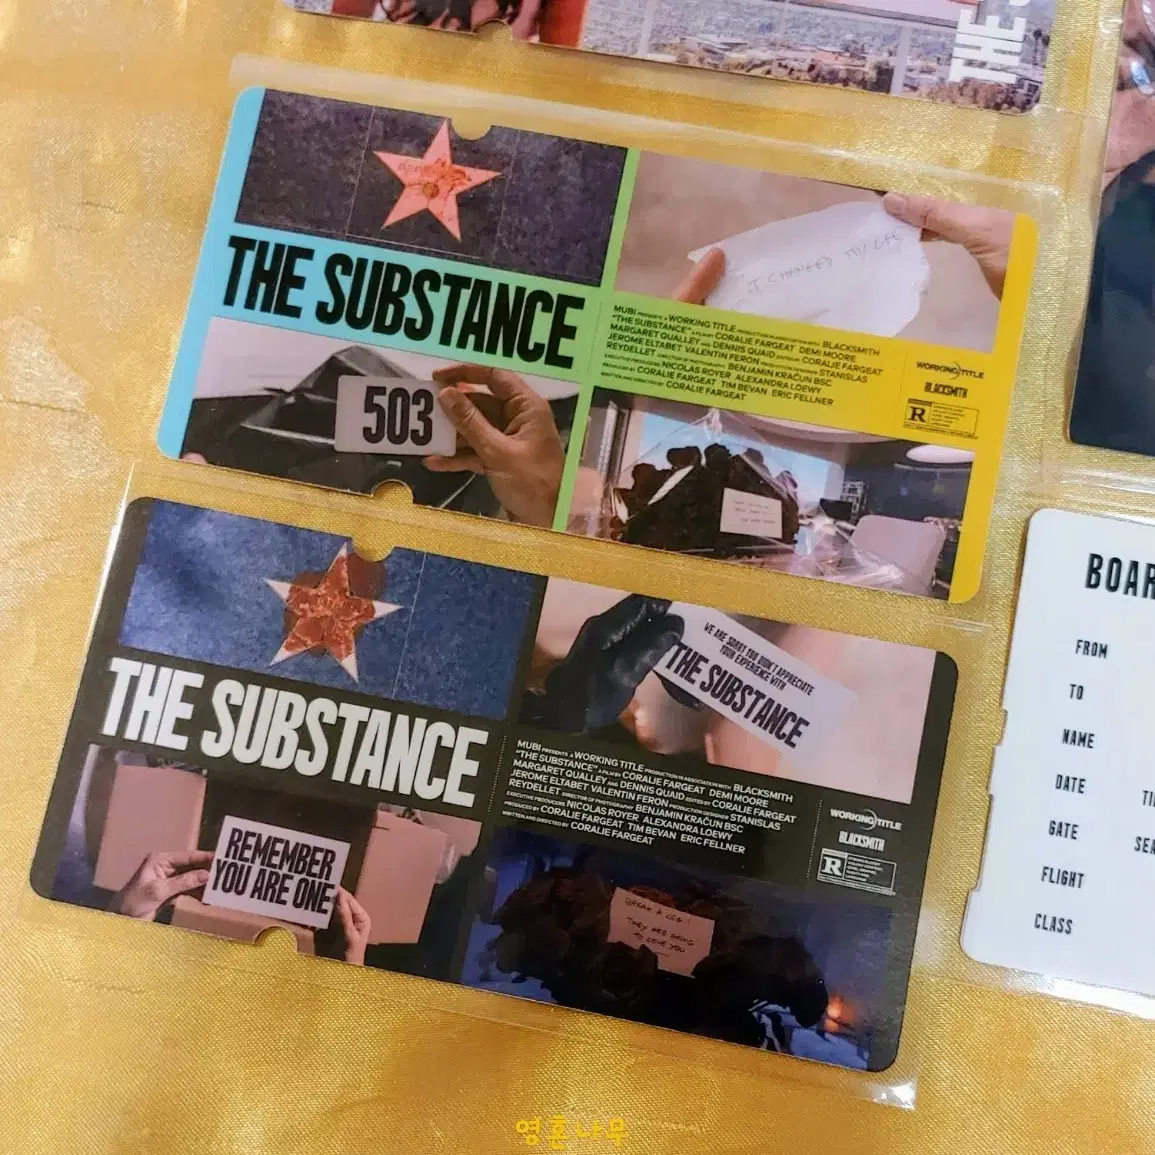 THE
THE SUBSTANCE
IT CHANGED MY LIFE
503
MUBI PRESENTS A WORKING TITLE PRODUCTION IN ASSOCIATION WITH BLACKSMITH
"THE SUBSTANCE" A FILM BY CORALIE FARGEAT DEMI MOORE
MARGARET QUALLEY AND DENNIS QUAID EDITED BY CORALIE FARGEAT
JEROME ELTABET VALENTIN FERON PRODUCTION DESIGNER STANISLAS
REYDELLET DIRECTOR OF PHOTOGRAPHY BENJAMIN KRAČUN BSC
EXECUTIVE PRODUCERS NICOLAS ROYER ALEXANDRA LOEWY
PRODUCED BY CORALIE FARGEAT TIM BEVAN ERIC FELLNER
WRITTEN AND DIRECTED BY CORALIE FARGEAT
WORKING TITLE
BLACKSMITH
R
THE SUBSTANCE
WE ARE SORRY YOU DON'T APPRECIATE
YOUR EXPERIENCE WITH
THE SUBSTANCE
REMEMBER
YOU ARE ONE
MUBI PRESENTS A WORKING TITLE PRODUCTION IN ASSOCIATION WITH BLACKSMITH
"THE SUBSTANCE" A FILM BY CORALIE FARGEAT DEMI MOORE
MARGARET QUALLEY AND DENNIS QUAID EDITED BY CORALIE FARGEAT
JEROME ELTABET VALENTIN FERON PRODUCTION DESIGNER STANISLAS
REYDELLET DIRECTOR OF PHOTOGRAPHY BENJAMIN KRAČUN BSC
EXECUTIVE PRODUCERS NICOLAS ROYER ALEXANDRA LOEWY
PRODUCED BY CORALIE FARGEAT TIM BEVAN ERIC FELLNER
WRITTEN AND DIRECTED BY CORALIE FARGEAT
WORKING TITLE
BLACKSMITH
R
BREAK A LEG!
THEY ARE GOING
TO LOVE YOU
BOAR
FROM
TO
NAME
DATE
TI
GATE
SEA
FLIGHT
CLASS
영혼나무